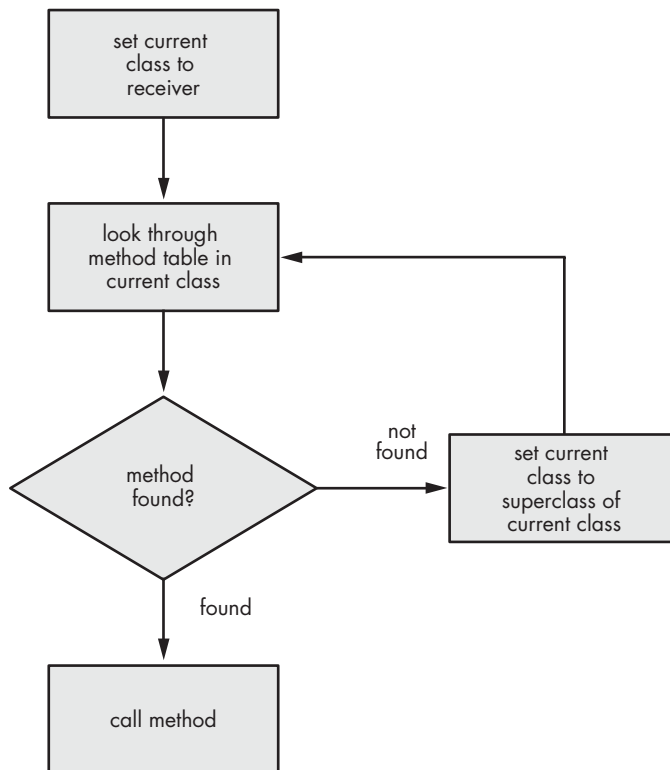 set current
class to
receiver
look through
method table in
current class
method
found?
not
found
set current
class to
superclass of
current class
found
call method